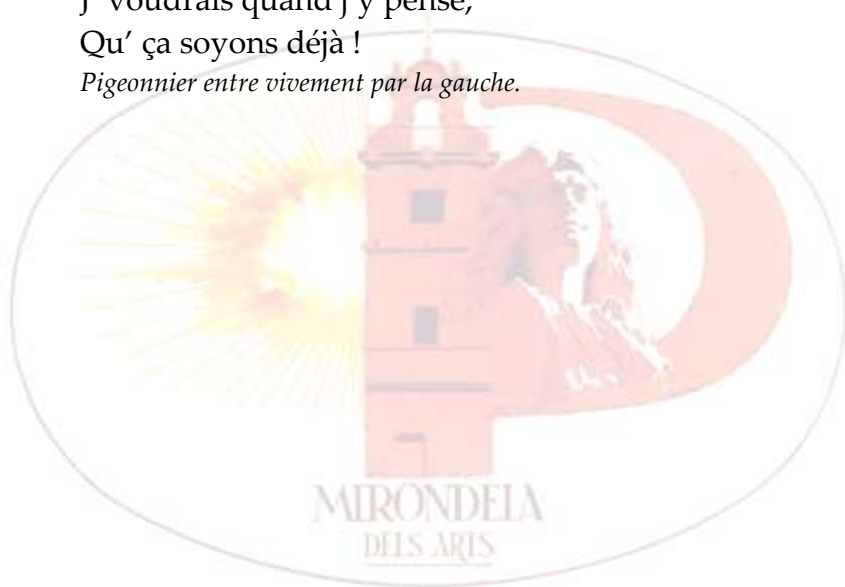 J’ voudrais quand j’y pense,
Qu’ ça soyons déjà !
Pigeonnier entre vivement par la gauche.
MIRONDELA
DELS ARTS